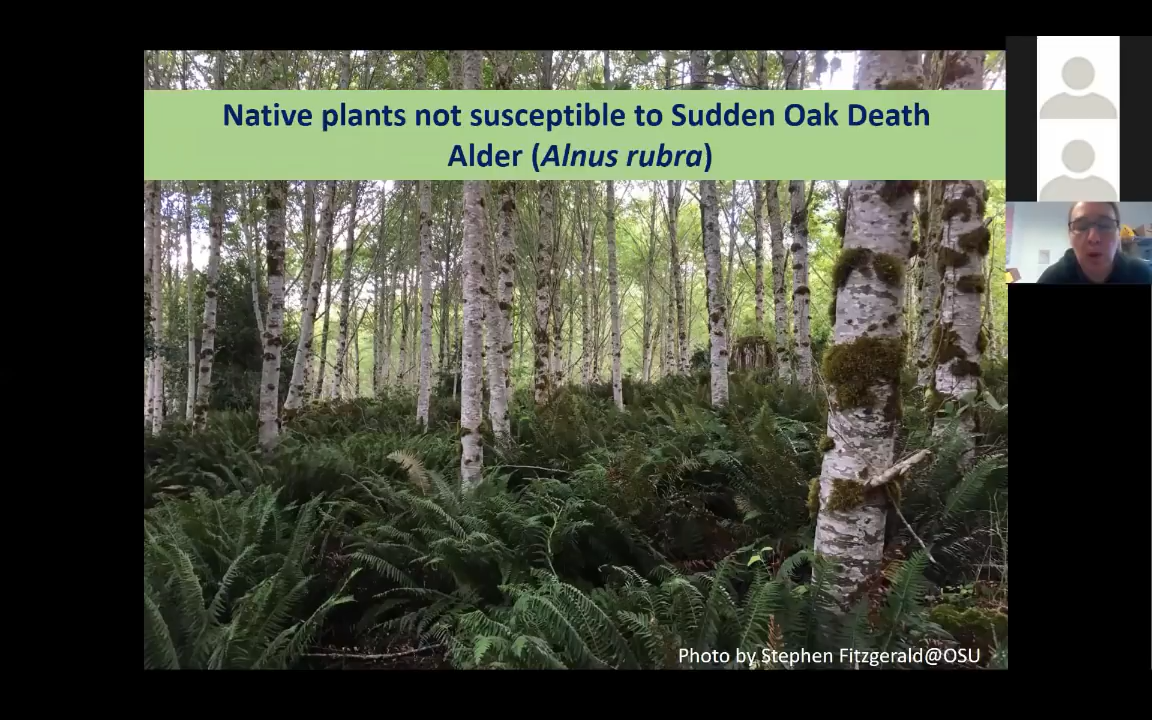 Native plants not susceptible to Sudden Oak Death
Alder (Alnus rubra)
Photo by Stephen Fitzgerald@OSU